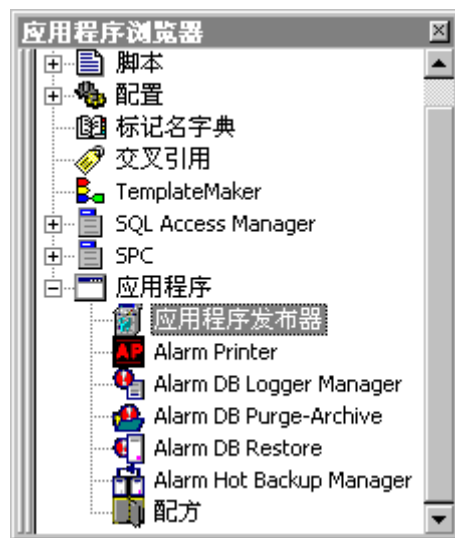 应用程序浏览器
脚本
配置
标记名字典
交叉引用
TemplateMaker
SQL Access Manager
SPC
应用程序
应用程序发布器
AP Alarm Printer
Alarm DB Logger Manager
Alarm DB Purge-Archive
Alarm DB Restore
Alarm Hot Backup Manager
配方